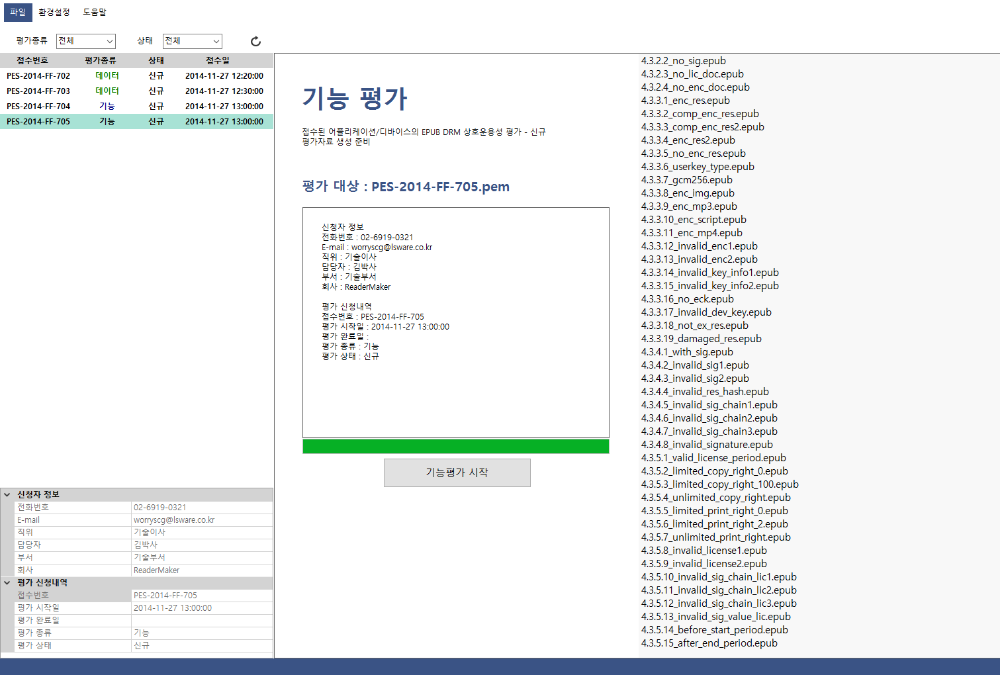 파일 환경설정 도움말
평가종류 전체 상태 전체
접수번호 평가종류 상태 접수일
PES-2014-FF-702 데이터 신규 2014-11-27 12:20:00
PES-2014-FF-703 데이터 신규 2014-11-27 12:30:00
PES-2014-FF-704 기능 신규 2014-11-27 13:00:00
PES-2014-FF-705 기능 신규 2014-11-27 13:00:00
신청자 정보
전화번호 02-6919-0321
E-mail worryscg@lsware.co.kr
직위 기술이사
담당자 김박사
부서 기술부서
회사 ReaderMaker
평가 신청내역
접수번호 PES-2014-FF-705
평가 시작일 2014-11-27 13:00:00
평가 완료일
평가 종류 기능
평가 상태 신규
기능 평가
접수된 어플리케이션/디바이스의 EPUB DRM 상호운용성 평가 - 신규
평가자료 생성 준비
평가 대상 : PES-2014-FF-705.pem
신청자 정보
전화번호 : 02-6919-0321
E-mail : worryscg@lsware.co.kr
직위 : 기술이사
담당자 : 김박사
부서 : 기술부서
회사 : ReaderMaker
평가 신청내역
접수번호 : PES-2014-FF-705
평가 시작일 : 2014-11-27 13:00:00
평가 완료일 :
평가 종류 : 기능
평가 상태 : 신규
기능평가 시작
4.3.2.2_no_sig.epub
4.3.2.3_no_lic_doc.epub
4.3.2.4_no_enc_doc.epub
4.3.3.1_enc_res.epub
4.3.3.2_comp_enc_res.epub
4.3.3.3_comp_enc_res2.epub
4.3.3.4_enc_res2.epub
4.3.3.5_no_enc_res.epub
4.3.3.6_userkey_type.epub
4.3.3.7_gcm256.epub
4.3.3.8_enc_img.epub
4.3.3.9_enc_mp3.epub
4.3.3.10_enc_script.epub
4.3.3.11_enc_mp4.epub
4.3.3.12_invalid_enc1.epub
4.3.3.13_invalid_enc2.epub
4.3.3.14_invalid_key_info1.epub
4.3.3.15_invalid_key_info2.epub
4.3.3.16_no_eck.epub
4.3.3.17_invalid_dev_key.epub
4.3.3.18_not_ex_res.epub
4.3.3.19_damaged_res.epub
4.3.4.1_with_sig.epub
4.3.4.2_invalid_sig1.epub
4.3.4.3_invalid_sig2.epub
4.3.4.4_invalid_res_hash.epub
4.3.4.5_invalid_sig_chain1.epub
4.3.4.6_invalid_sig_chain2.epub
4.3.4.7_invalid_sig_chain3.epub
4.3.4.8_invalid_signature.epub
4.3.5.1_valid_license_period.epub
4.3.5.2_limited_copy_right_0.epub
4.3.5.3_limited_copy_right_100.epub
4.3.5.4_unlimited_copy_right.epub
4.3.5.5_limited_print_right_0.epub
4.3.5.6_limited_print_right_2.epub
4.3.5.7_unlimited_print_right.epub
4.3.5.8_invalid_license1.epub
4.3.5.9_invalid_license2.epub
4.3.5.10_invalid_sig_chain_lic1.epub
4.3.5.11_invalid_sig_chain_lic2.epub
4.3.5.12_invalid_sig_chain_lic3.epub
4.3.5.13_invalid_sig_value_lic.epub
4.3.5.14_before_start_period.epub
4.3.5.15_after_end_period.epub